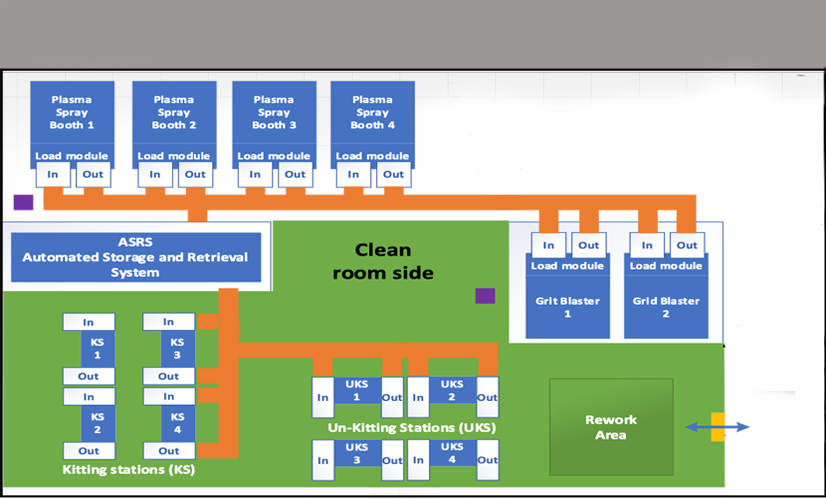 Plasma
Spray
Booth 1
Load module
In
Out
Plasma
Spray
Booth 2
Load module
In
Out
Plasma
Spray
Booth 3
Load module
In
Out
Plasma
Spray
Booth 4
Load module
In
Out
ASRS
Automated Storage and Retrieval
System
Clean
room side
In
Out
Load module
Grit Blaster
1
In
Out
Load module
Grid Blaster
2
In
KS
1
Out
In
KS
3
Out
In
KS
2
Out
In
KS
4
Out
Kitting stations (KS)
In
UKS
1
Out
In
UKS
2
Out
Un-Kitting Stations (UKS)
In
UKS
3
Out
In
UKS
4
Out
Rework
Area